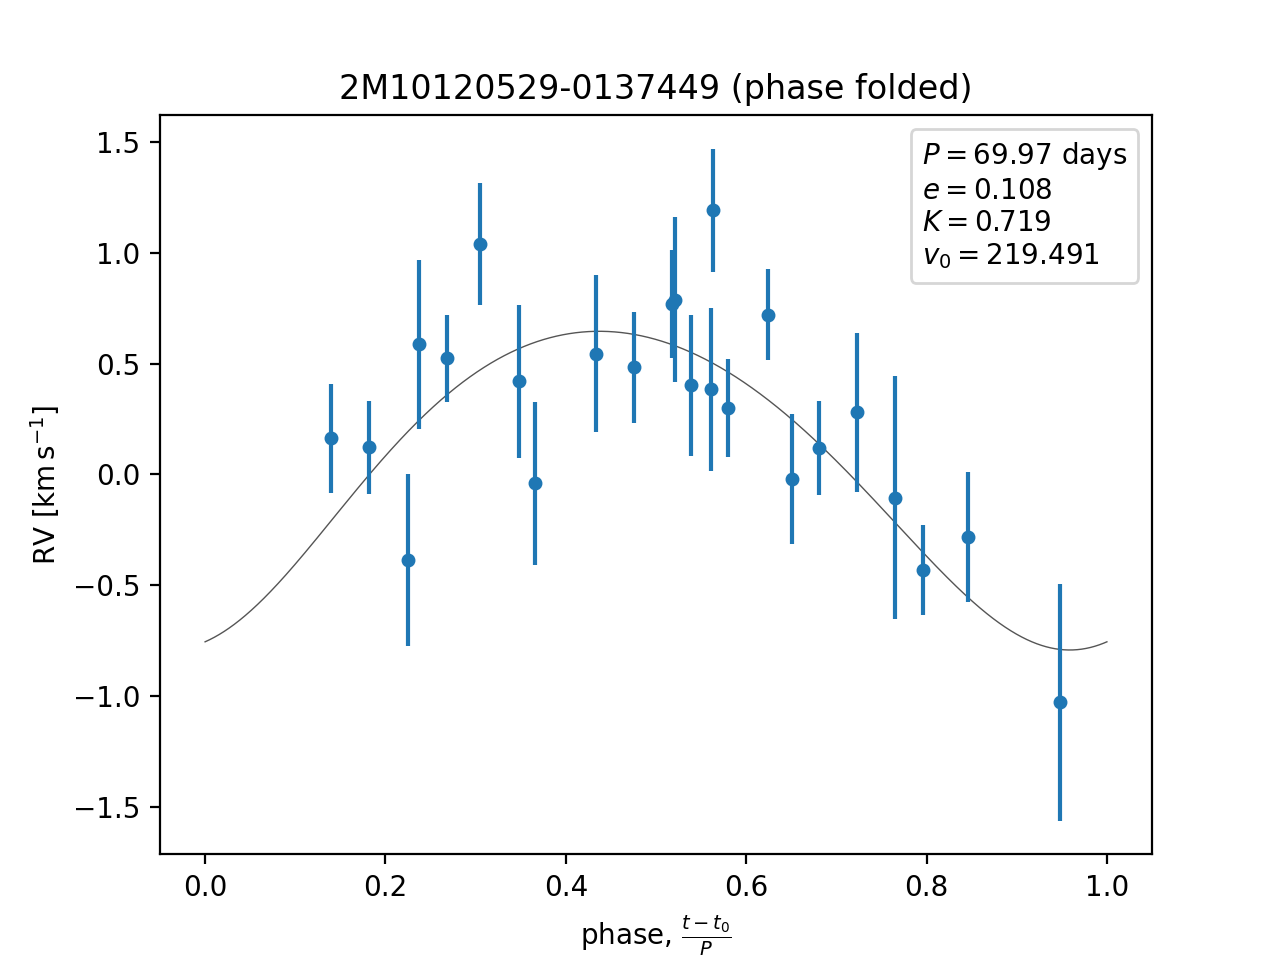 2M10120529-0137449 (phase folded)
P = 69.97 days
e = 0.108
K = 0.719
v₀ = 219.491
RV [km s⁻¹]
1.5
1.0
0.5
0.0
−0.5
−1.0
−1.5
0.0 0.2 0.4 0.6 0.8 1.0
phase, (t − t₀)/P